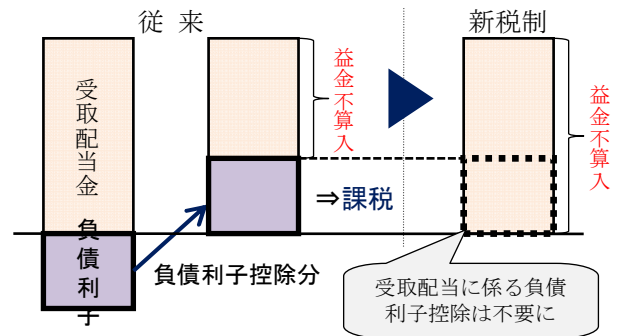 従 来
新税制
受取配当金
負債利子
益金不算入
⇒課税
負債利子控除分
益金不算入
受取配当に係る負債
利子控除は不要に